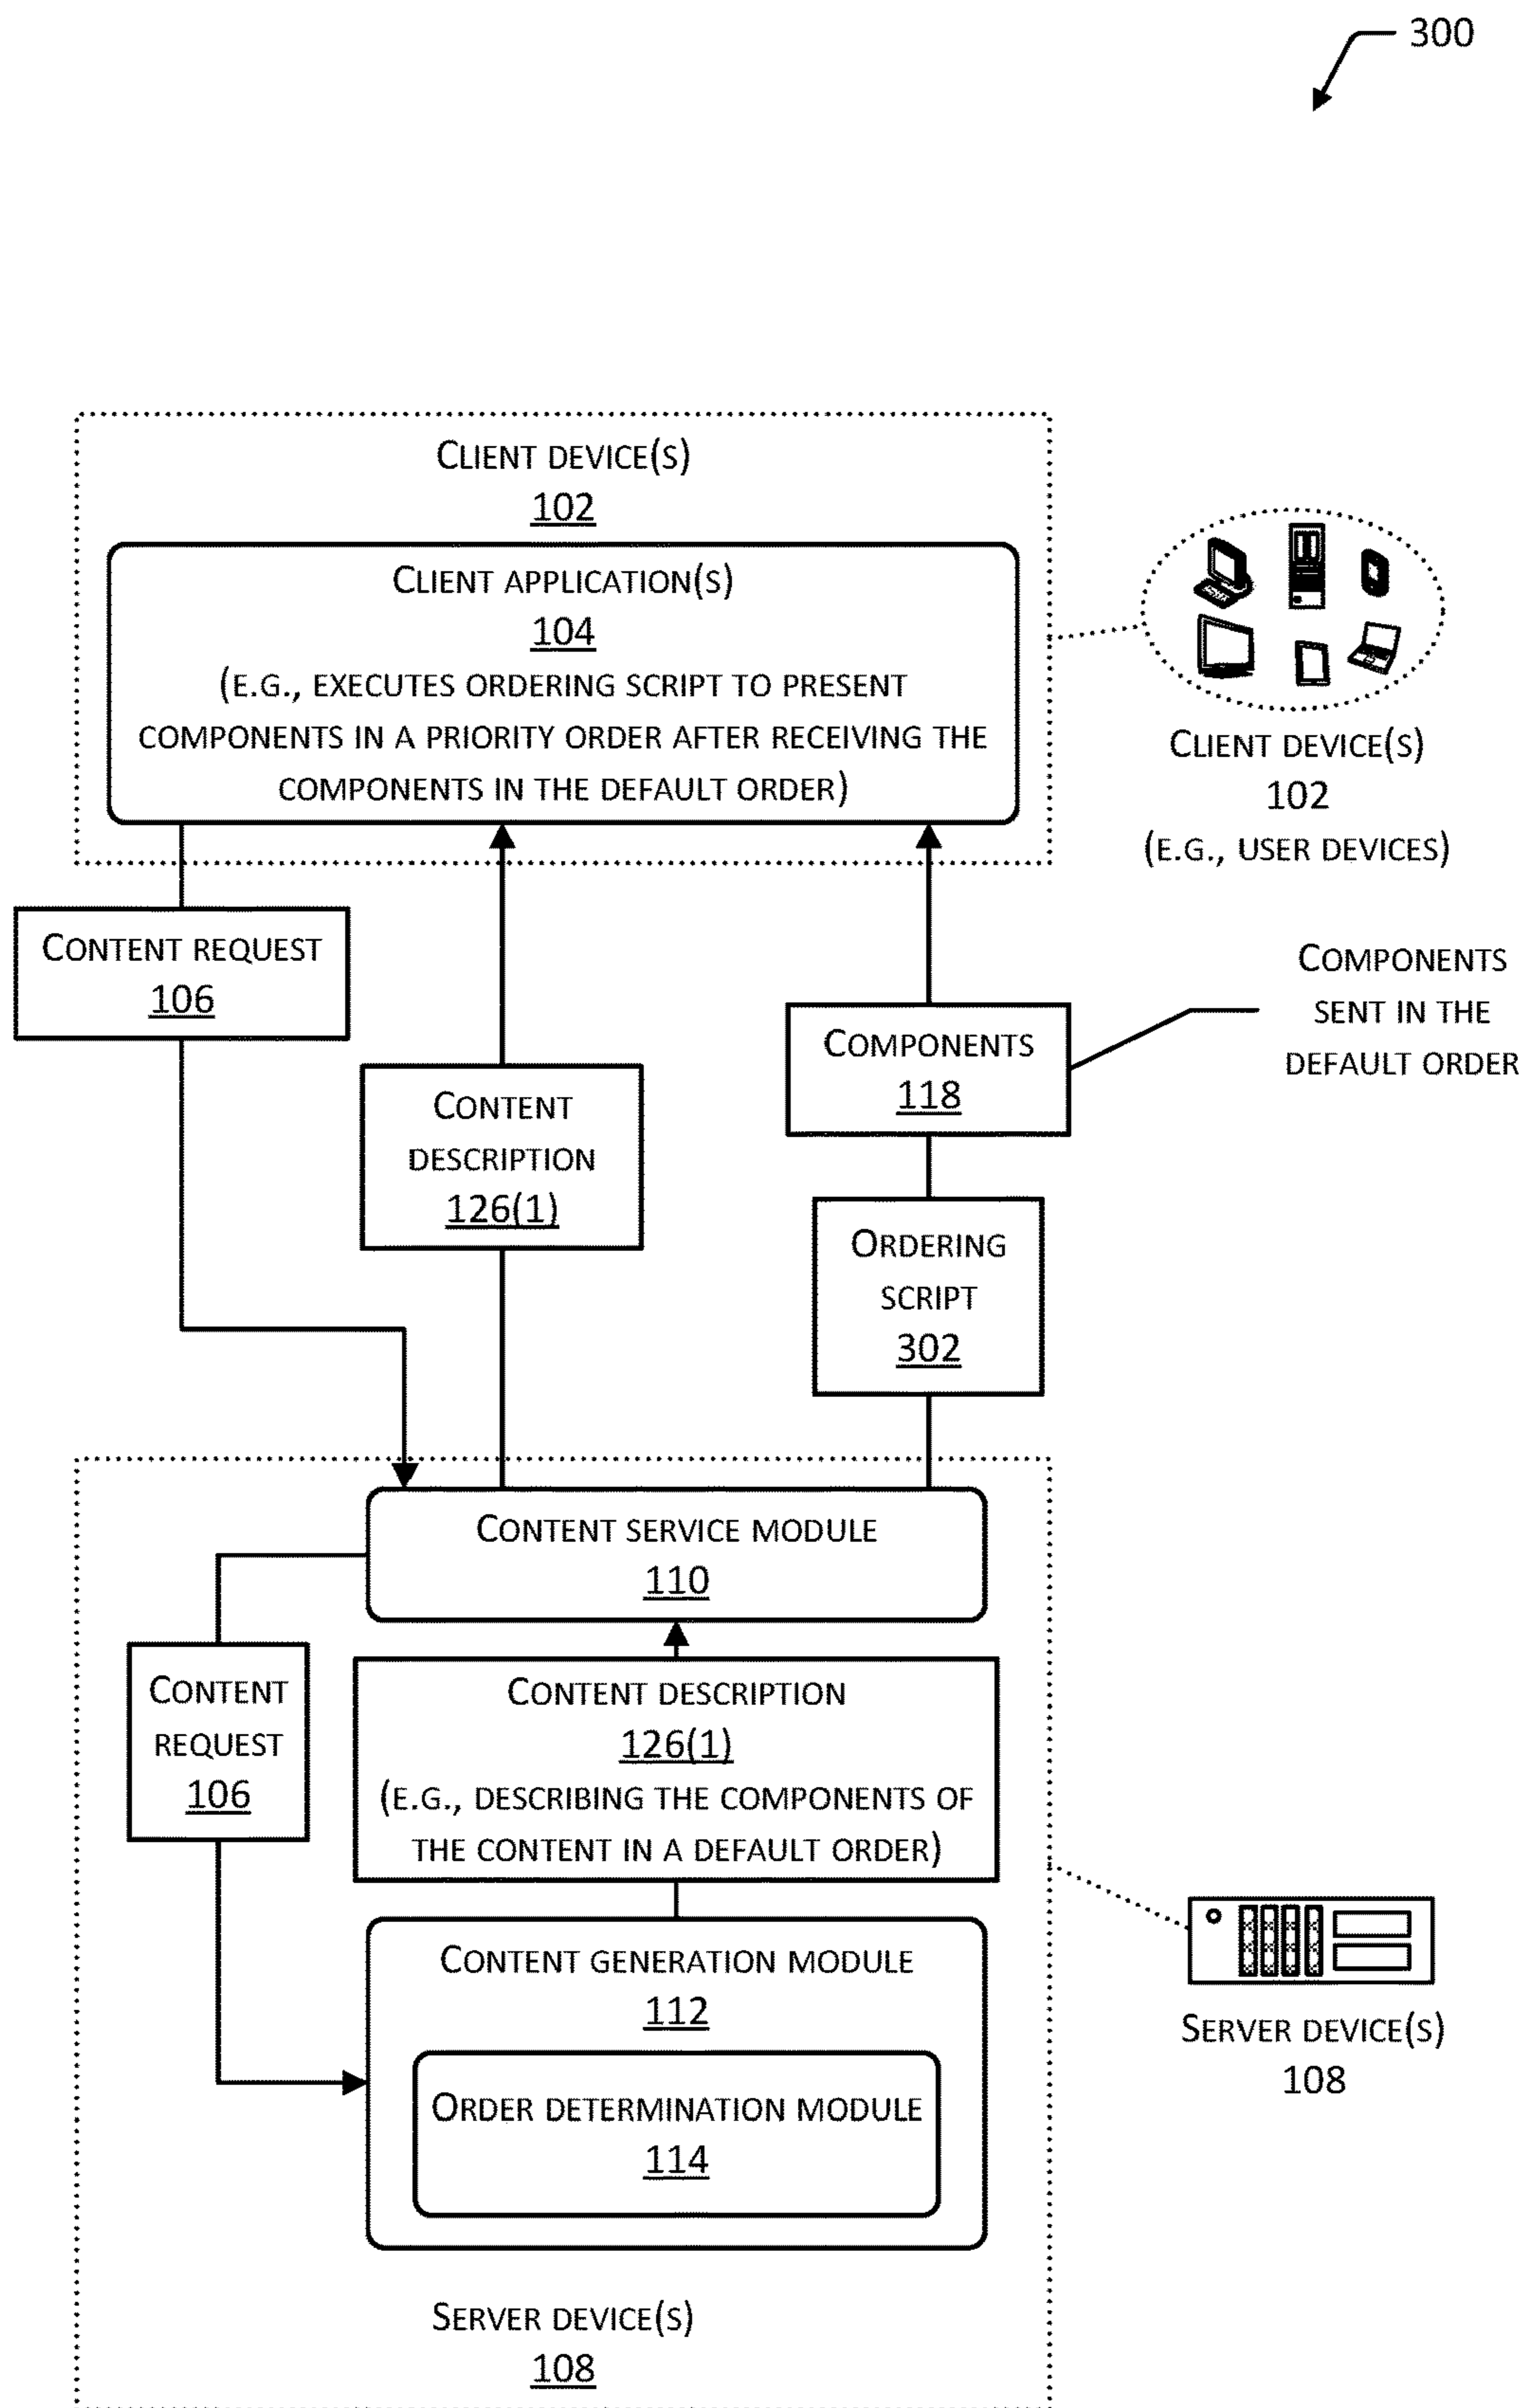 300
CLIENT DEVICE(S)
102
CLIENT APPLICATION(S)
104
(E.G., EXECUTES ORDERING SCRIPT TO PRESENT
COMPONENTS IN A PRIORITY ORDER AFTER RECEIVING THE
COMPONENTS IN THE DEFAULT ORDER)
CLIENT DEVICE(S)
102
(E.G., USER DEVICES)
CONTENT REQUEST
106
CONTENT
DESCRIPTION
126(1)
COMPONENTS
118
COMPONENTS
SENT IN THE
DEFAULT ORDER
ORDERING
SCRIPT
302
CONTENT SERVICE MODULE
110
CONTENT
REQUEST
106
CONTENT DESCRIPTION
126(1)
(E.G., DESCRIBING THE COMPONENTS OF
THE CONTENT IN A DEFAULT ORDER)
CONTENT GENERATION MODULE
112
ORDER DETERMINATION MODULE
114
SERVER DEVICE(S)
108
SERVER DEVICE(S)
108